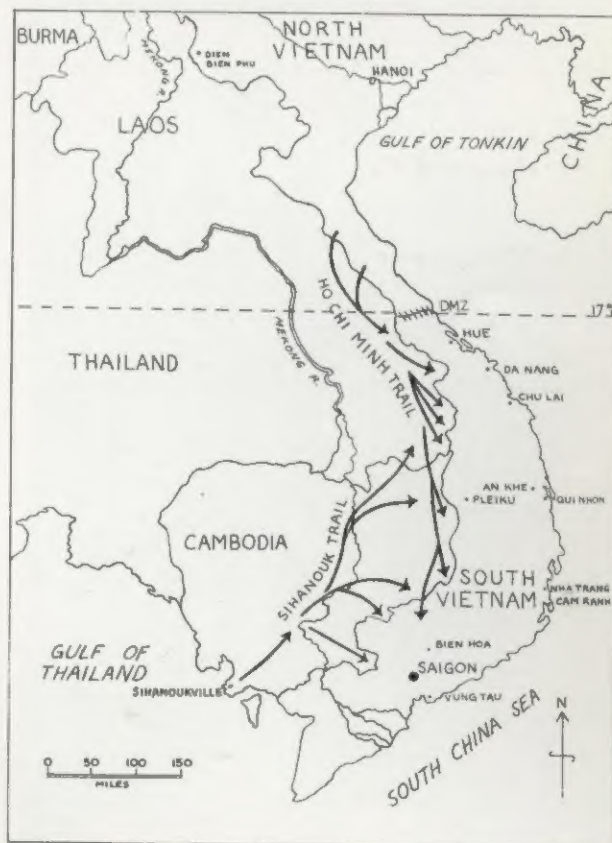 BURMA
NORTH
VIETNAM
MEKONG R.
DIEN
BIEN PHU
HANOI
CHINA
LAOS
GULF OF TONKIN
HO CHI MINH TRAIL
DMZ
17°
HUE
MEKONG R.
THAILAND
DA NANG
CHU LAI
AN KHE
PLEIKU
QUI NHON
CAMBODIA
SIHANOUK TRAIL
SOUTH
VIETNAM
NHA TRANG
CAM RANH
GULF OF
THAILAND
BIEN HOA
SAIGON
SIHANOUKVILLE
VUNG TAU
SOUTH CHINA SEA
N
0 50 100 150
MILES